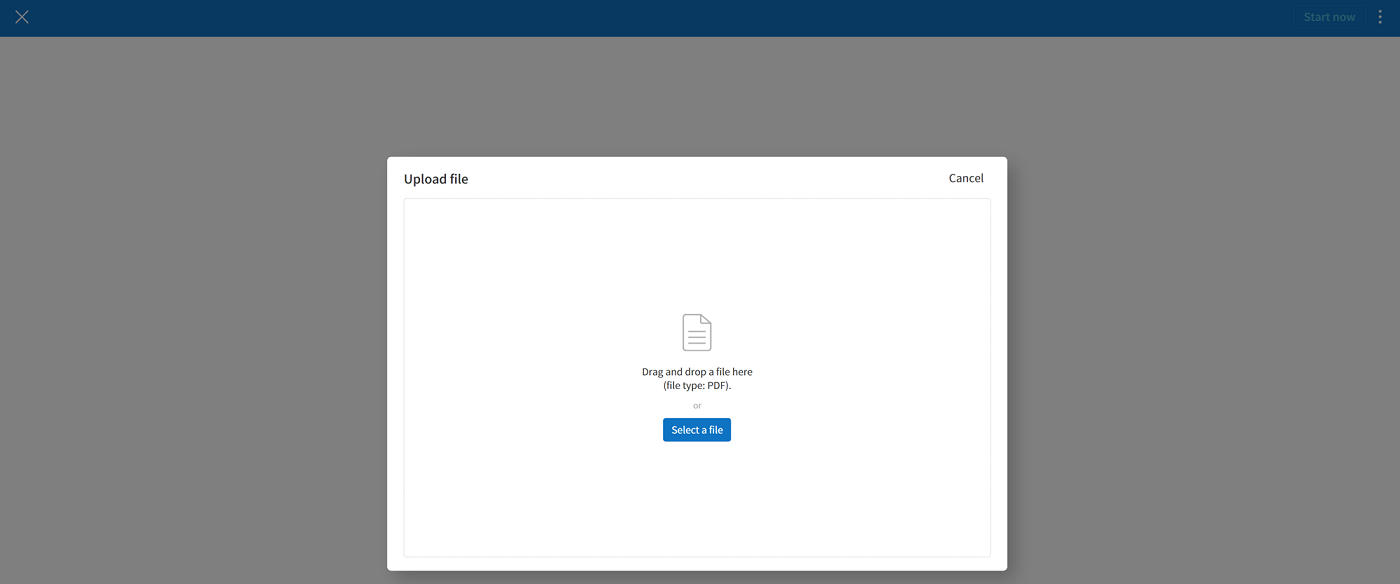 Start now
Upload file
Cancel
Drag and drop a file here
(file type: PDF).
or
Select a file